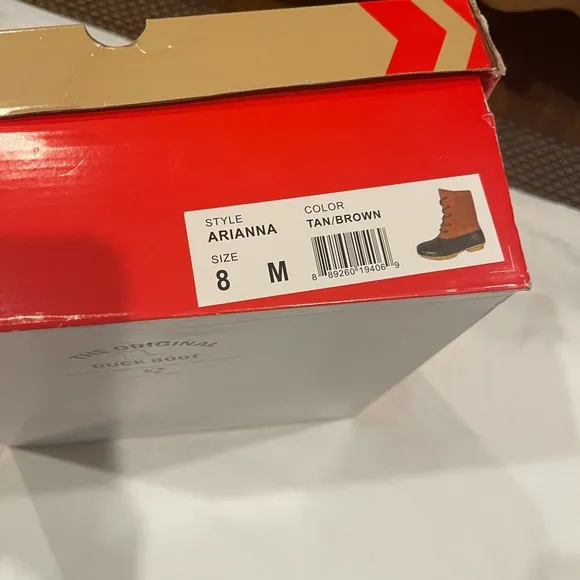 STYLE
ARIANNA
COLOR
TAN/BROWN
SIZE
8 M
8 89260 19406 9
THE ORIGINAL
DUCK BOOT